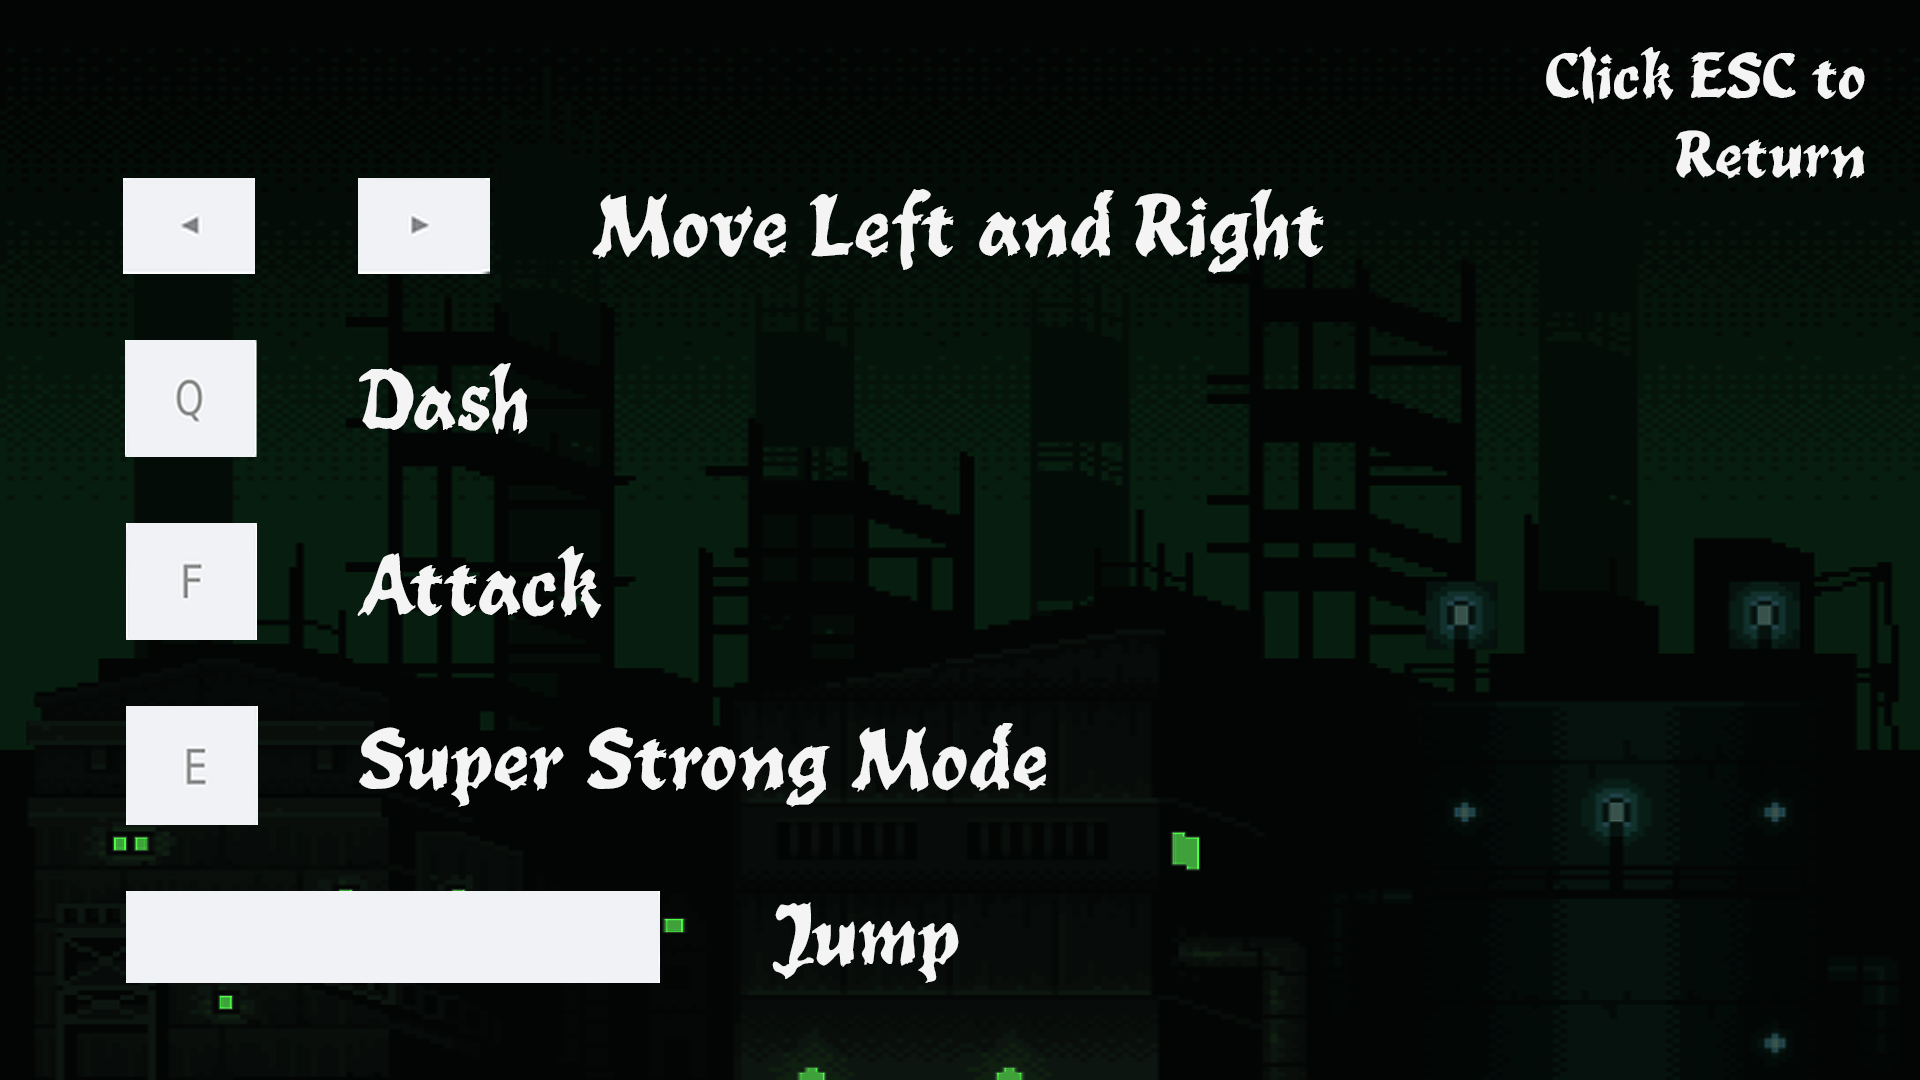 Click ESC to
Return
◀ ▶ Move Left and Right
Q Dash
F Attack
E Super Strong Mode
Jump